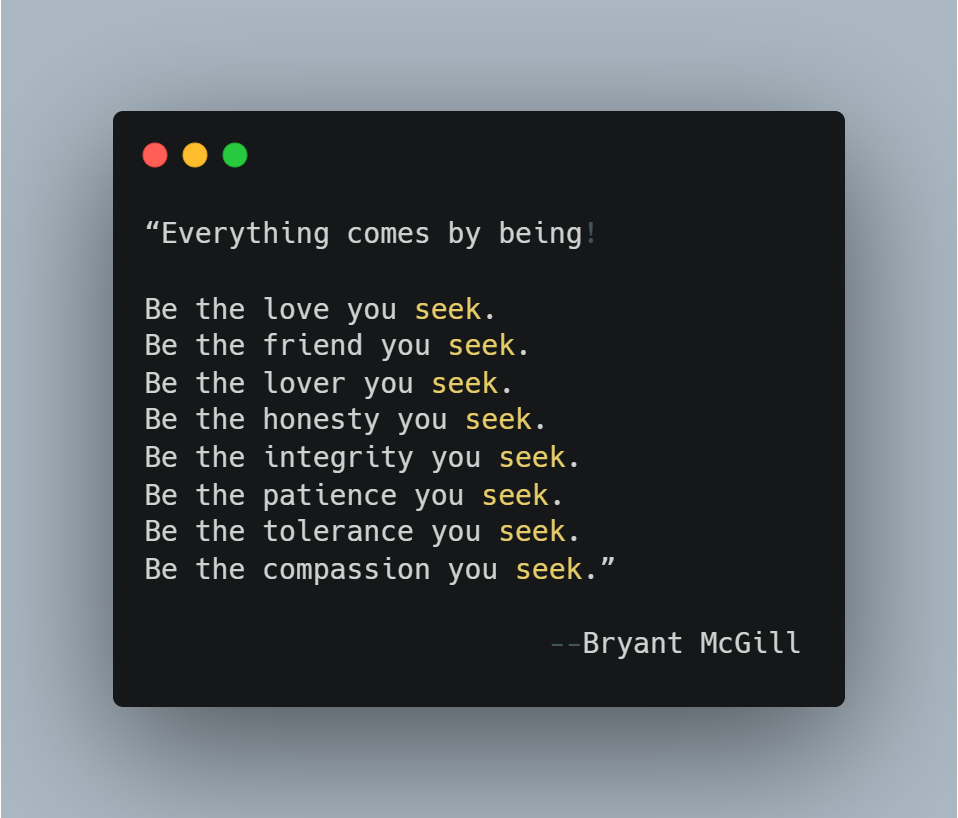 “Everything comes by being!
Be the love you seek.
Be the friend you seek.
Be the lover you seek.
Be the honesty you seek.
Be the integrity you seek.
Be the patience you seek.
Be the tolerance you seek.
Be the compassion you seek.”
--Bryant McGill